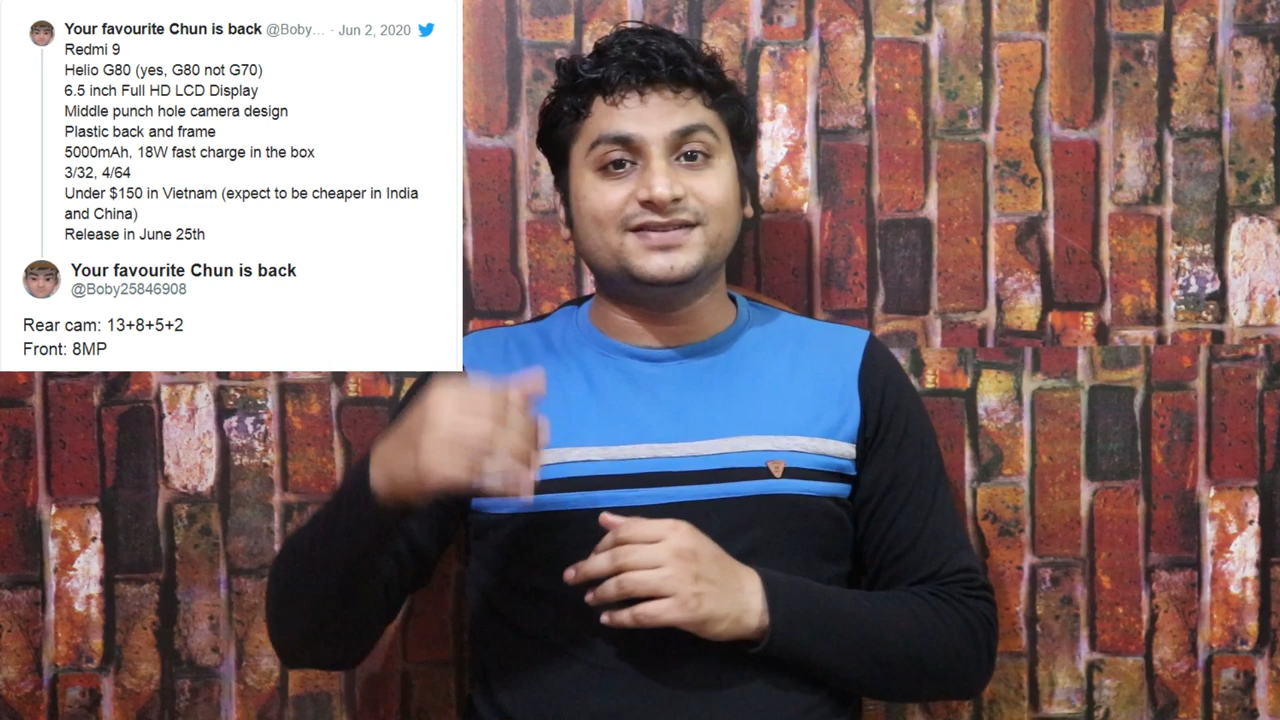 Your favourite Chun is back @Boby... · Jun 2, 2020
Redmi 9
Helio G80 (yes, G80 not G70)
6.5 inch Full HD LCD Display
Middle punch hole camera design
Plastic back and frame
5000mAh, 18W fast charge in the box
3/32, 4/64
Under $150 in Vietnam (expect to be cheaper in India
and China)
Release in June 25th
Your favourite Chun is back
@Boby25846908
Rear cam: 13+8+5+2
Front: 8MP